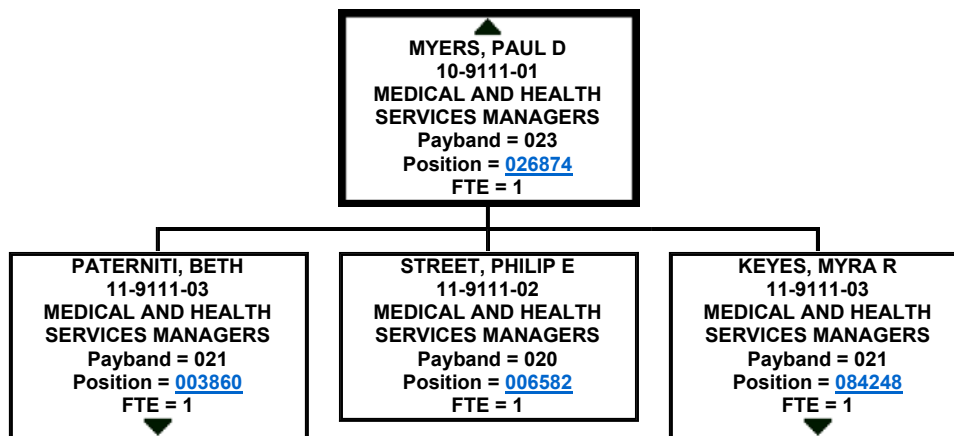 MYERS, PAUL D
10-9111-01
MEDICAL AND HEALTH
SERVICES MANAGERS
Payband = 023
Position = 026874
FTE = 1
PATERNITI, BETH
11-9111-03
MEDICAL AND HEALTH
SERVICES MANAGERS
Payband = 021
Position = 003860
FTE = 1
STREET, PHILIP E
11-9111-02
MEDICAL AND HEALTH
SERVICES MANAGERS
Payband = 020
Position = 006582
FTE = 1
KEYES, MYRA R
11-9111-03
MEDICAL AND HEALTH
SERVICES MANAGERS
Payband = 021
Position = 084248
FTE = 1